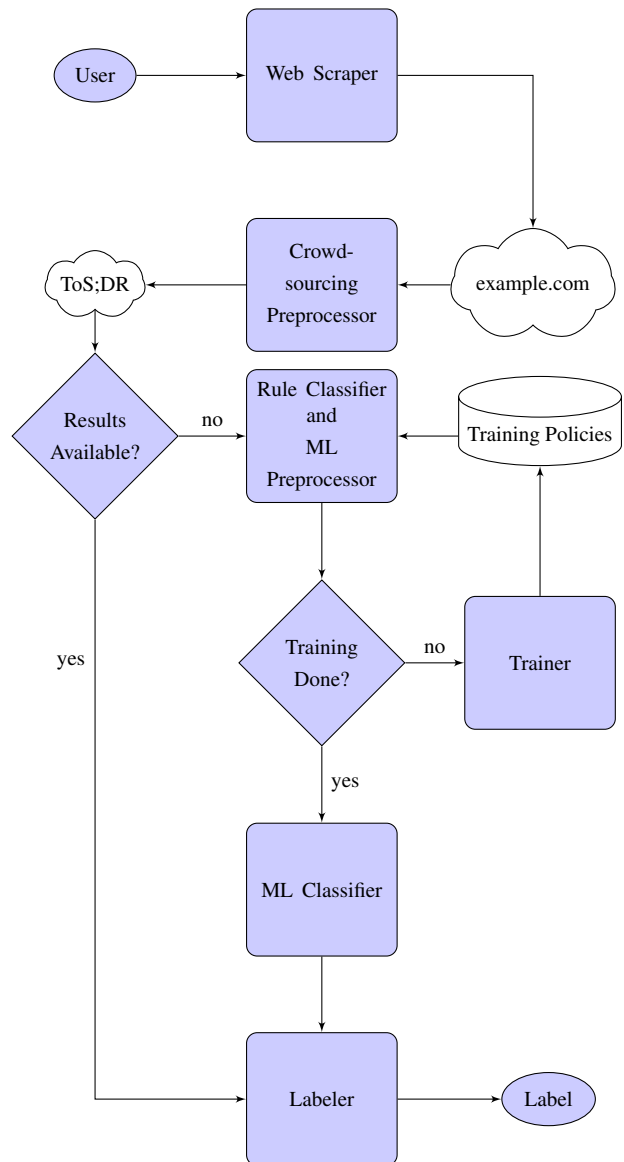 User
Web Scraper
ToS;DR
Crowd-
sourcing
Preprocessor
example.com
Results
Available?
no
Rule Classifier
and
ML
Preprocessor
Training Policies
yes
Training
Done?
no
Trainer
yes
ML Classifier
Labeler
Label